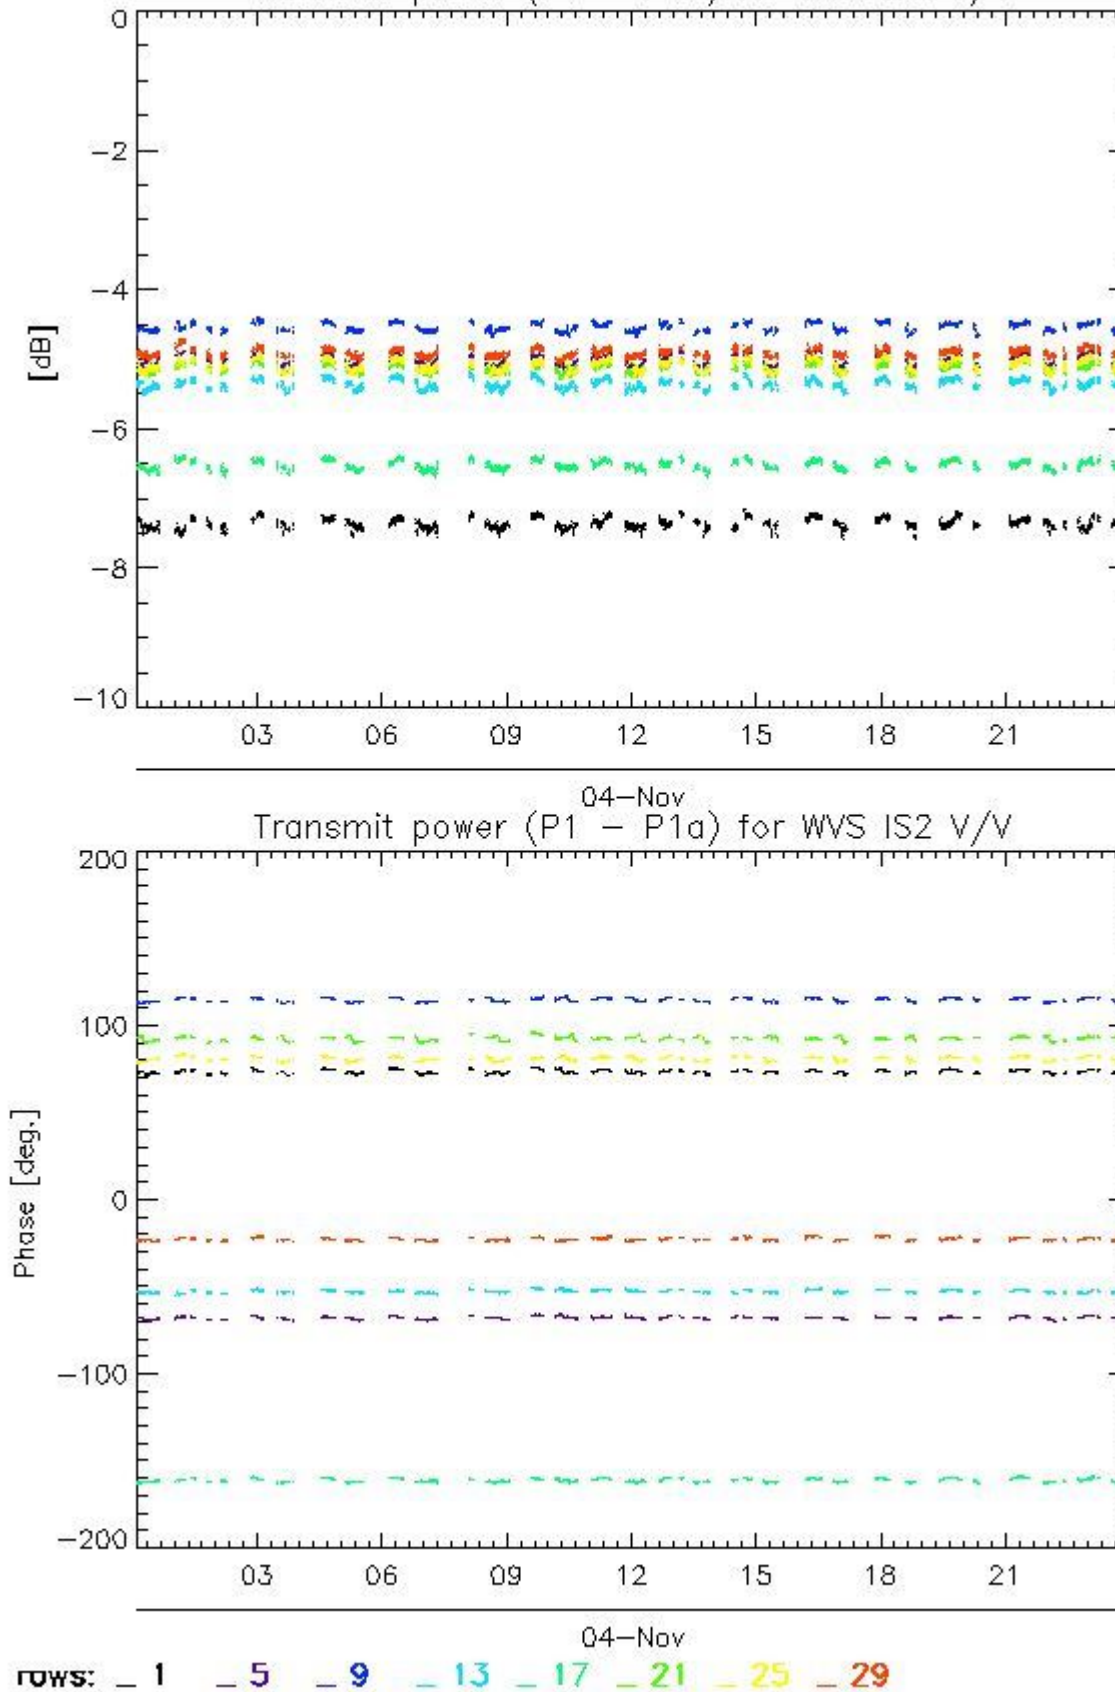 0
−2
−4
[dB]
−6
−8
−10
03 06 09 12 15 18 21
04−Nov
Transmit power (P1 − P1a) for WVS IS2 V/V
200
100
0
Phase [deg.]
−100
−200
03 06 09 12 15 18 21
04−Nov
rows: _ 1 _ 5 _ 9 _ 13 _ 17 _ 21 _ 25 _ 29